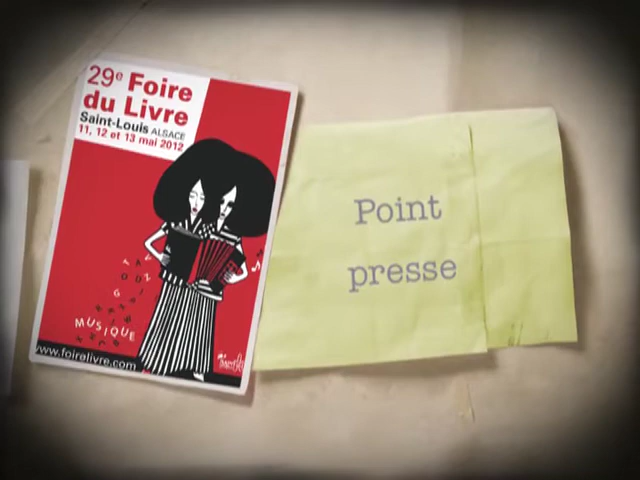 29e Foire
du Livre
Saint-Louis ALSACE
11, 12 et 13 mai 2012
MUSIQUE
www.foirelivre.com
Point
presse